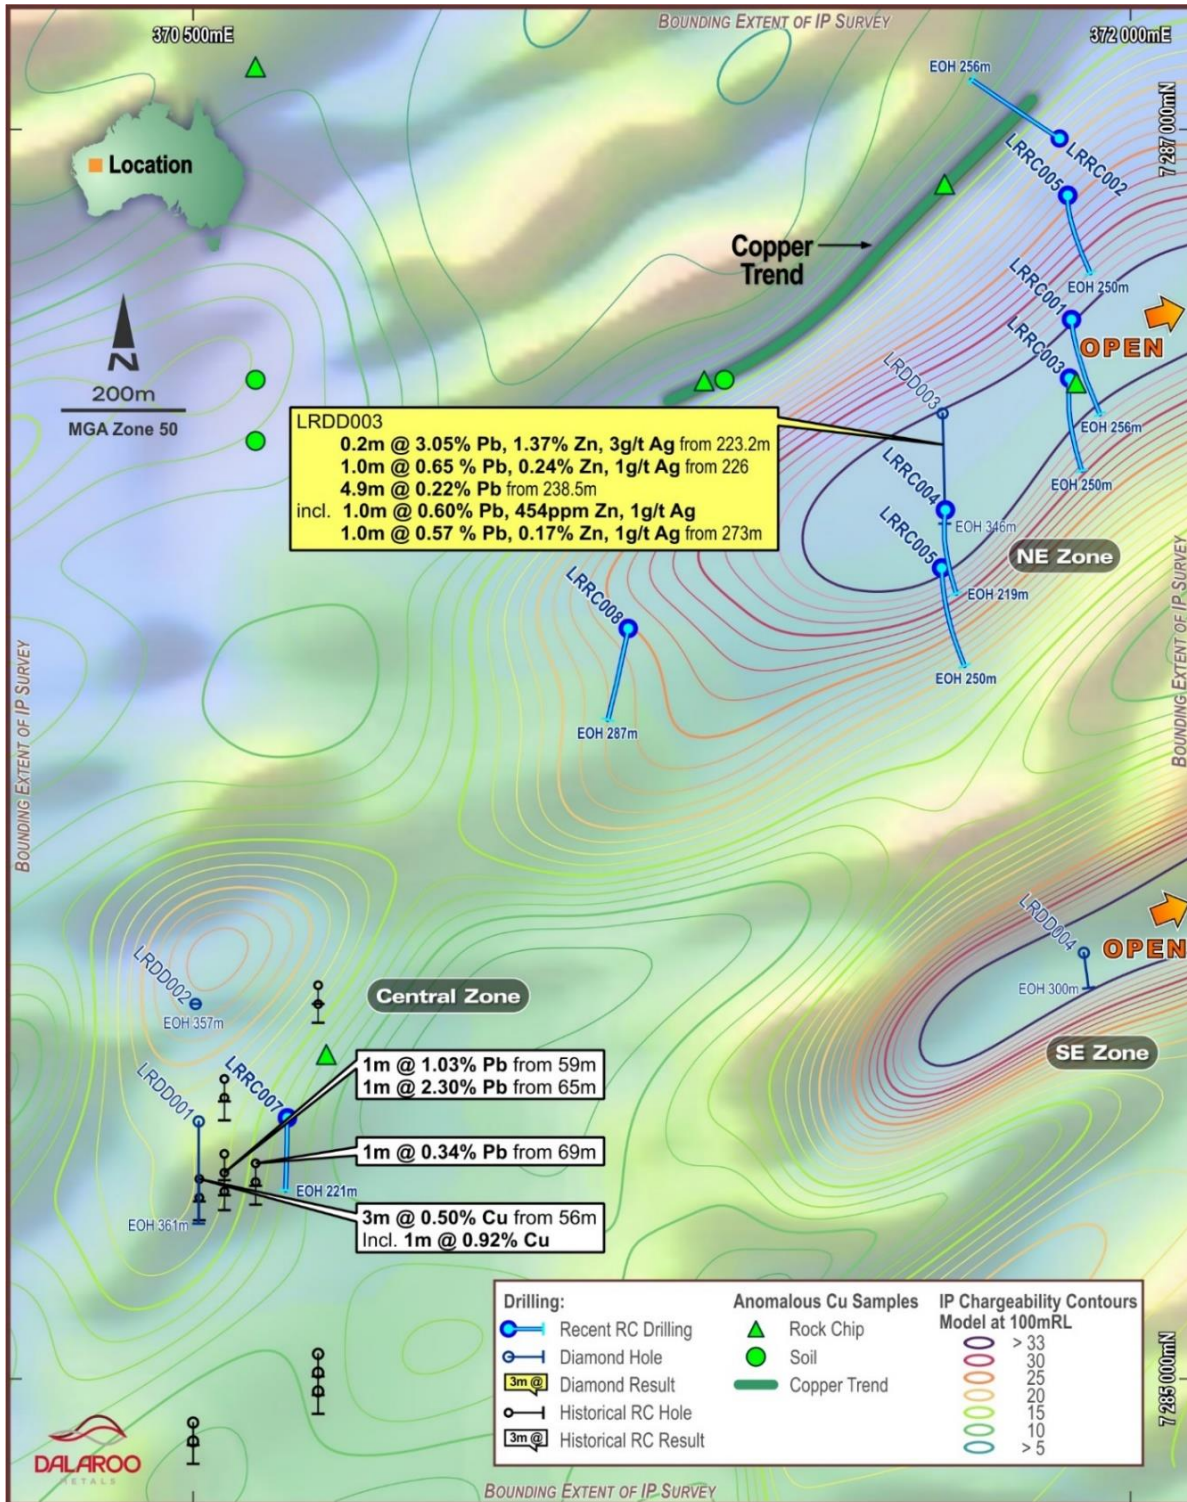 BOUNDING EXTENT OF IP SURVEY
370 500mE
372 000mE
7 287 000mN
EOH 256m
LRRC002
LRRC005
EOH 250m
Location
Copper
Trend
N
200m
MGA Zone 50
LRRC001
OPEN
LRRC003
EOH 256m
EOH 250m
LRDD003
LRDD003
0.2m @ 3.05% Pb, 1.37% Zn, 3g/t Ag from 223.2m
1.0m @ 0.65 % Pb, 0.24% Zn, 1g/t Ag from 226
4.9m @ 0.22% Pb from 238.5m
incl. 1.0m @ 0.60% Pb, 454ppm Zn, 1g/t Ag
1.0m @ 0.57 % Pb, 0.17% Zn, 1g/t Ag from 273m
LRRC004
EOH 346m
NE Zone
LRRC005
EOH 219m
EOH 250m
LRRC008
EOH 287m
BOUNDING EXTENT OF IP SURVEY
BOUNDING EXTENT OF IP SURVEY
LRDD004
OPEN
EOH 300m
SE Zone
LRDD002
EOH 357m
Central Zone
LRDD001
LRRC007
EOH 361m
EOH 221m
1m @ 1.03% Pb from 59m
1m @ 2.30% Pb from 65m
1m @ 0.34% Pb from 69m
3m @ 0.50% Cu from 56m
Incl. 1m @ 0.92% Cu
Drilling:
Recent RC Drilling
Diamond Hole
3m @
Diamond Result
Historical RC Hole
3m @
Historical RC Result
Anomalous Cu Samples
Rock Chip
Soil
Copper Trend
IP Chargeability Contours
Model at 100mRL
> 33
30
25
20
15
10
> 5
7 285 000mN
DALAROO
METALS
BOUNDING EXTENT OF IP SURVEY